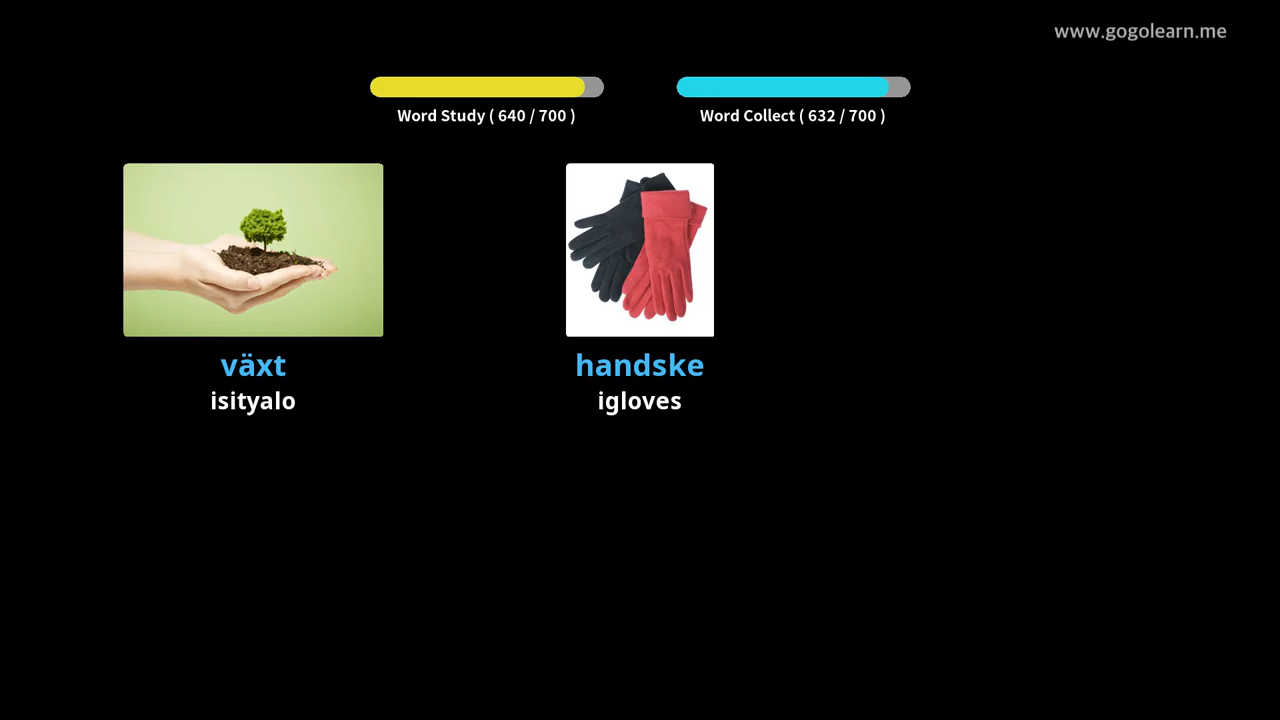 www.gogolearn.me
Word Study ( 640 / 700 )
Word Collect ( 632 / 700 )
växt
isityalo
handske
igloves